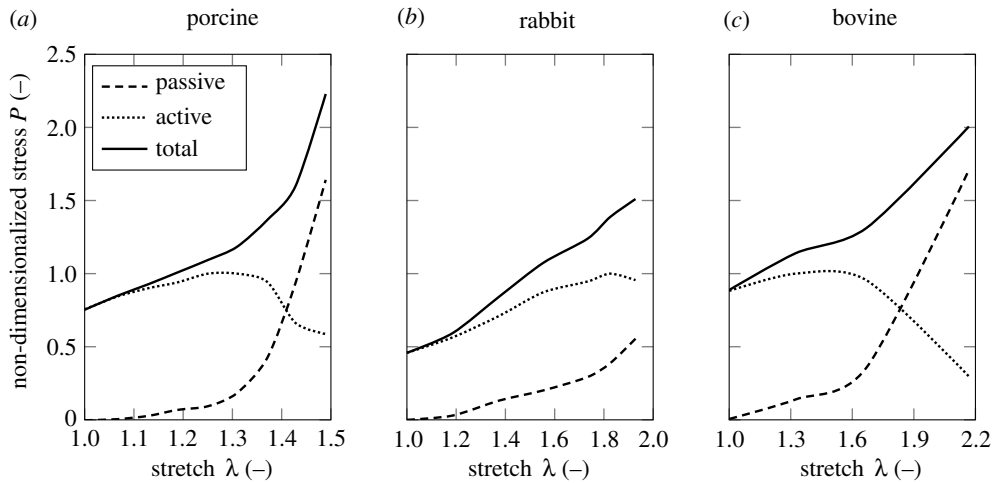 (a) porcine (b) rabbit (c) bovine
2.5
passive
active
total
2.0
1.5
1.0
0.5
0
non-dimensionalized stress P (–)
1.0 1.1 1.2 1.3 1.4 1.5 1.0 1.2 1.4 1.6 1.8 2.0 1.0 1.3 1.6 1.9 2.2
stretch λ (–) stretch λ (–) stretch λ (–)